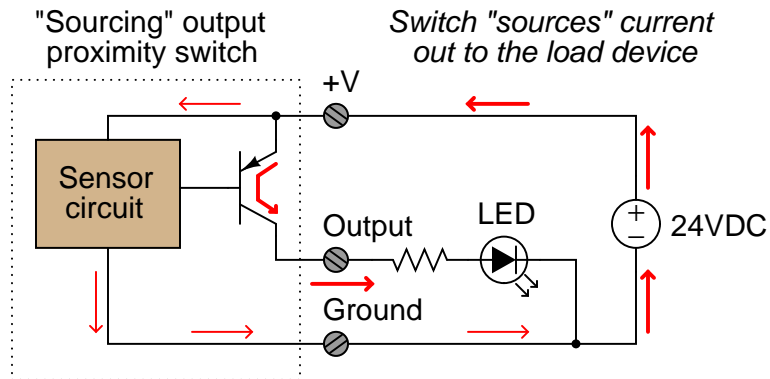 "Sourcing" output
proximity switch
Switch "sources" current
out to the load device
+V
Sensor
circuit
Output
LED
+
−
24VDC
Ground